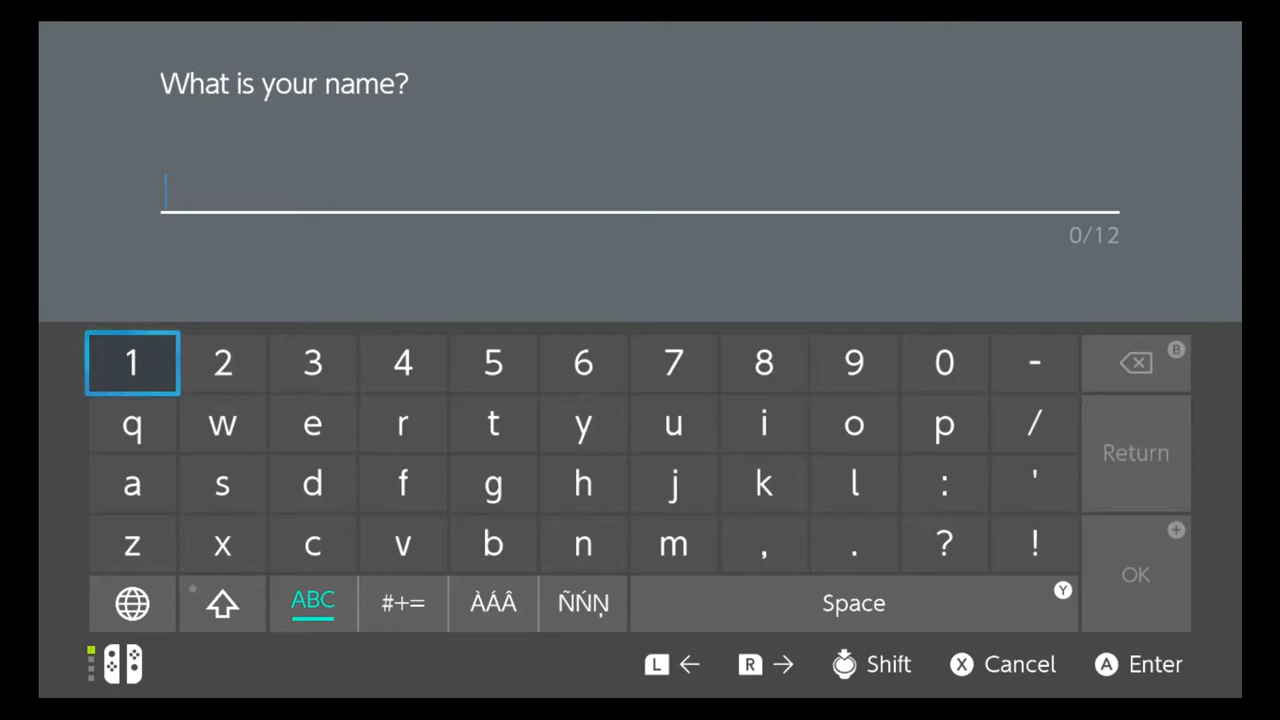 What is your name?
0/12
1 2 3 4 5 6 7 8 9 0 - B
q w e r t y u i o p / Return
a s d f g h j k l : '
z x c v b n m , . ? ! + OK
ABC #+= ÀÁÂ ÑŃŅ Space Y
L ← R → Shift X Cancel A Enter